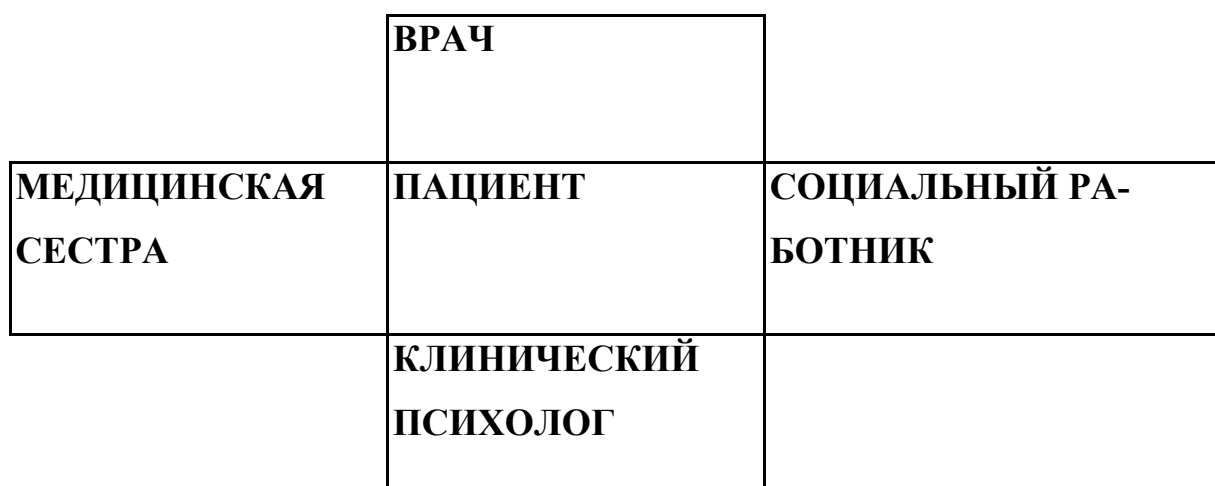 ВРАЧ
МЕДИЦИНСКАЯ
СЕСТРА
ПАЦИЕНТ
СОЦИАЛЬНЫЙ РА-
БОТНИК
КЛИНИЧЕСКИЙ
ПСИХОЛОГ